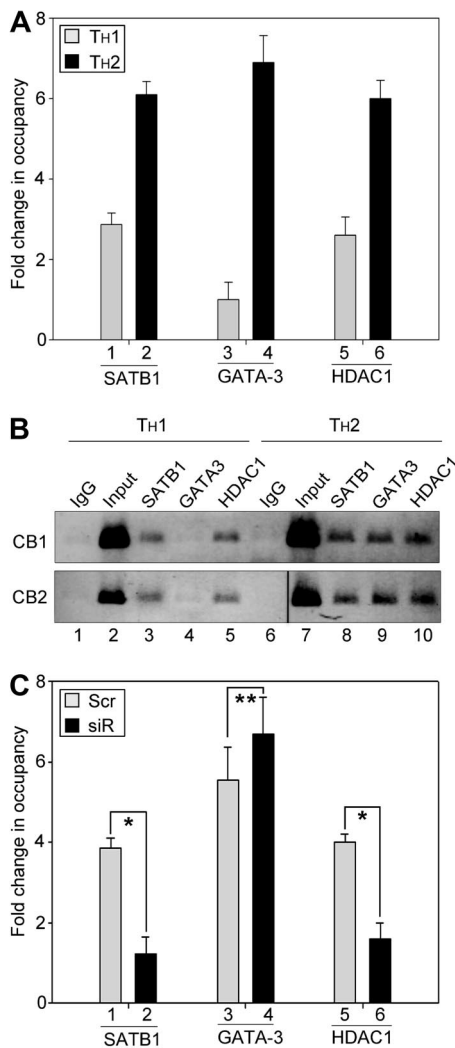 A
TH1
TH2
Fold change in occupancy
8
6
4
2
0
1 2 3 4 5 6
SATB1 GATA-3 HDAC1
B
TH1 TH2
IgG Input SATB1 GATA3 HDAC1 IgG Input SATB1 GATA3 HDAC1
CB1
CB2
1 2 3 4 5 6 7 8 9 10
C
Scr
siR
Fold change in occupancy
8
6
4
2
0
* ** *
1 2 3 4 5 6
SATB1 GATA-3 HDAC1